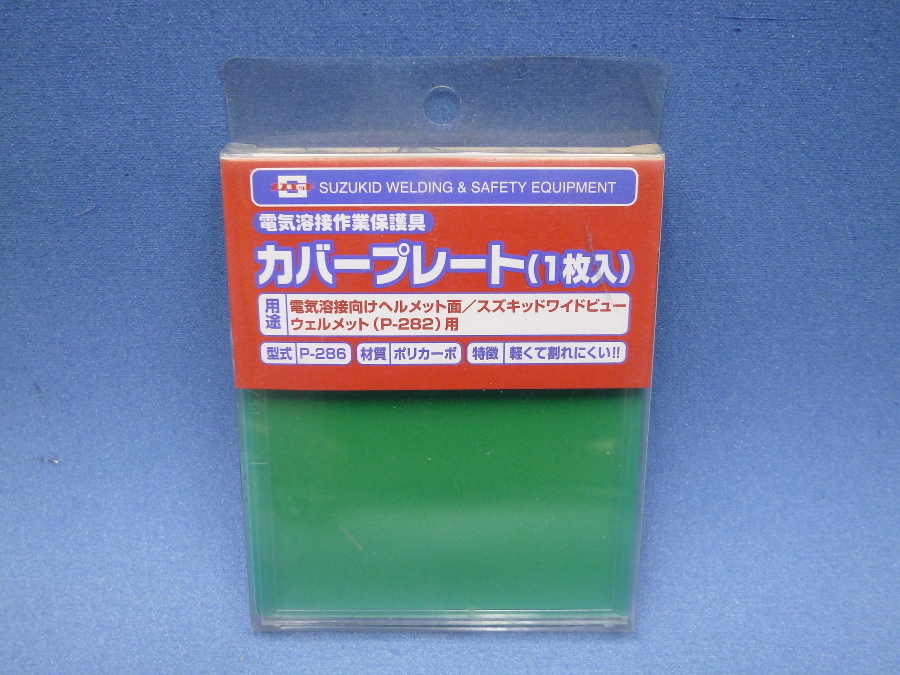 SUZUKID WELDING & SAFETY EQUIPMENT
電気溶接作業保護具
カバープレート(1枚入)
用途 電気溶接向けヘルメット面/スズキッドワイドビュー
ウェルメット(P-282)用
型式 P-286 材質 ポリカーボ 特徴 軽くて割れにくい!!